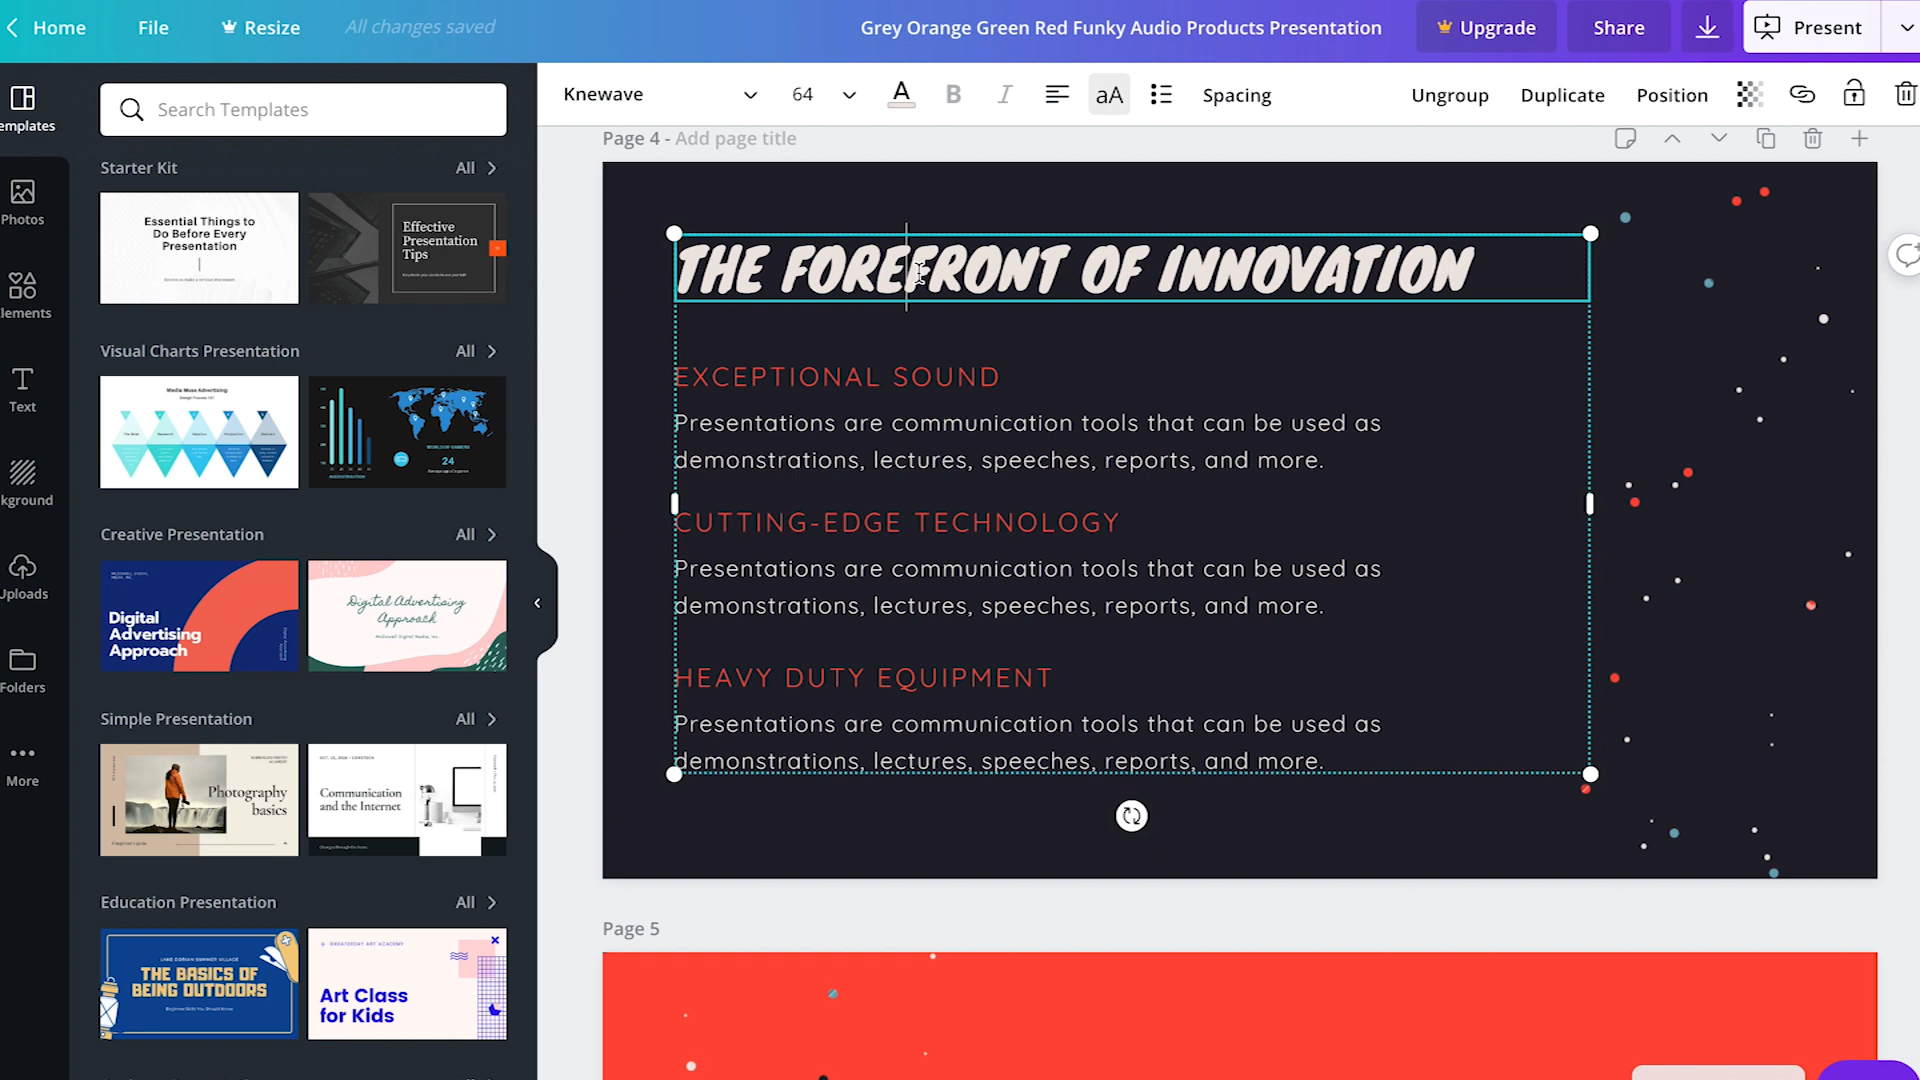 Home
File
Resize
All changes saved
Grey Orange Green Red Funky Audio Products Presentation
Upgrade
Share
Present
emplates
Photos
lements
Text
kground
Uploads
Folders
More
Search Templates
Starter Kit
All
Essential Things to
Do Before Every
Presentation
Effective
Presentation
Tips
Visual Charts Presentation
All
Media Muse Advertising
24
Creative Presentation
All
Digital
Advertising
Approach
Digital Advertising
Approach
Simple Presentation
All
Photography
basics
Communication
and the Internet
Education Presentation
All
THE BASICS OF
BEING OUTDOORS
Art Class
for Kids
Knewave
64
A
B
I
aA
Spacing
Ungroup
Duplicate
Position
Page 4 - Add page title
THE FOREFRONT OF INNOVATION
EXCEPTIONAL SOUND
Presentations are communication tools that can be used as
demonstrations, lectures, speeches, reports, and more.
CUTTING-EDGE TECHNOLOGY
Presentations are communication tools that can be used as
demonstrations, lectures, speeches, reports, and more.
HEAVY DUTY EQUIPMENT
Presentations are communication tools that can be used as
demonstrations, lectures, speeches, reports, and more.
Page 5